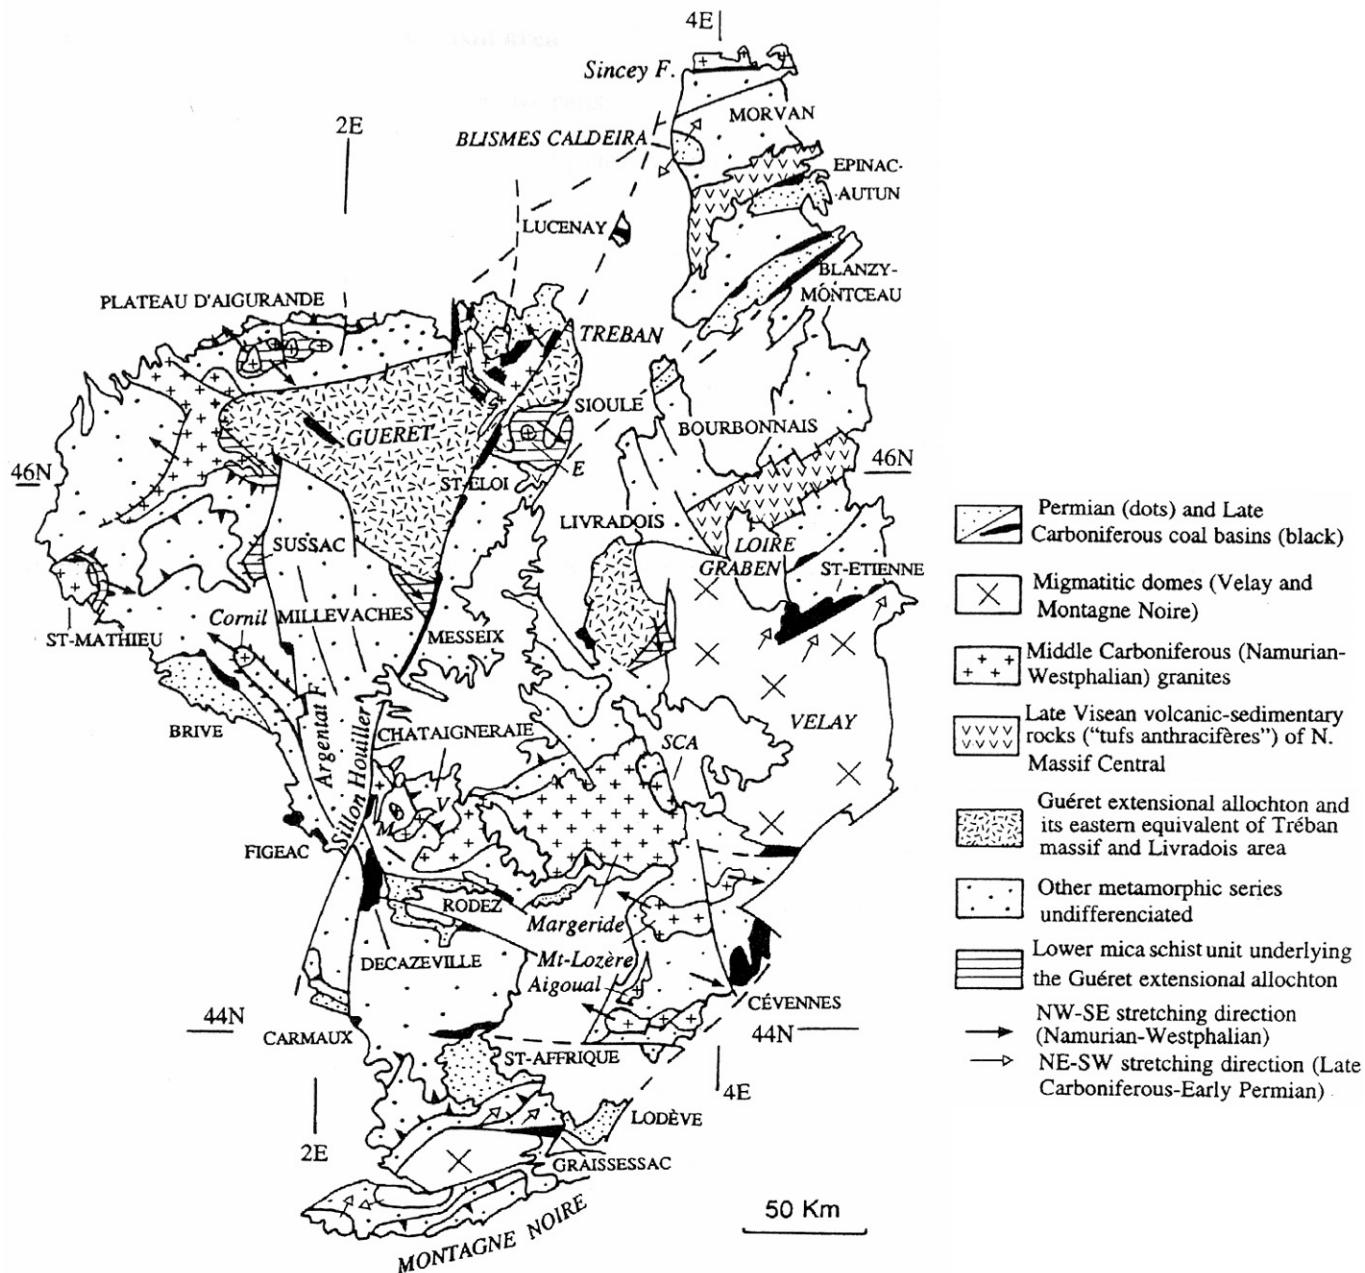 4E
Sincey F.
2E
MORVAN
BLISMES CALDEIRA
EPINAC-
AUTUN
LUCENAY
BLANZY-
MONTCEAU
PLATEAU D'AIGURANDE
TREBAN
SIOULE
BOURBONNAIS
GUERET
46N
46N
ST-ELOI
E
LIVRADOIS
SUSSAC
LOIRE
GRABEN
ST-ETIENNE
Cornil
MILLEVACHES
ST-MATHIEU
MESSEIX
BRIVE
Argentat F.
Sillon Houiller
CHATAIGNERAIE
SCA
VELAY
V
M
FIGEAC
RODEZ
Margeride
DECAZEVILLE
Mt-Lozère
Aigoual
CÉVENNES
44N
44N
CARMAUX
ST-AFFRIQUE
4E
2E
LODÈVE
GRAISSESSAC
MONTAGNE NOIRE
50 Km
Permian (dots) and Late
Carboniferous coal basins (black)
Migmatitic domes (Velay and
Montagne Noire)
Middle Carboniferous (Namurian-
Westphalian) granites
Late Visean volcanic-sedimentary
rocks ("tufs anthracifères") of N.
Massif Central
Guéret extensional allochton and
its eastern equivalent of Tréban
massif and Livradois area
Other metamorphic series
undifferenciated
Lower mica schist unit underlying
the Guéret extensional allochton
NW-SE stretching direction
(Namurian-Westphalian)
NE-SW stretching direction (Late
Carboniferous-Early Permian)